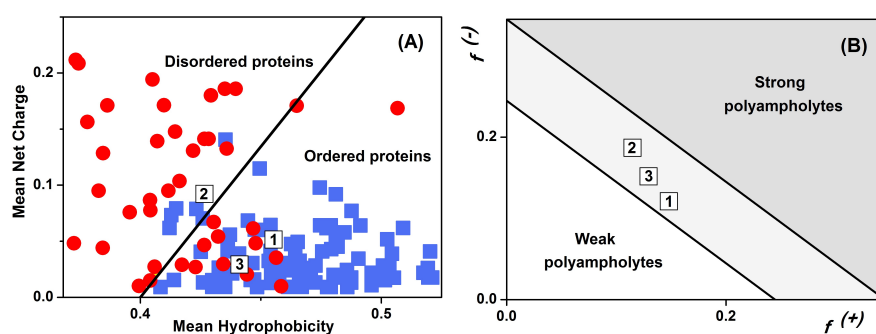 (A)
Disordered proteins
Ordered proteins
Mean Net Charge
0.2
0.1
0.0
0.4
0.5
Mean Hydrophobicity
2
1
3
f (-)
(B)
Strong
polyampholytes
0.2
2
3
1
Weak
polyampholytes
0.0
0.0
0.2
f (+)